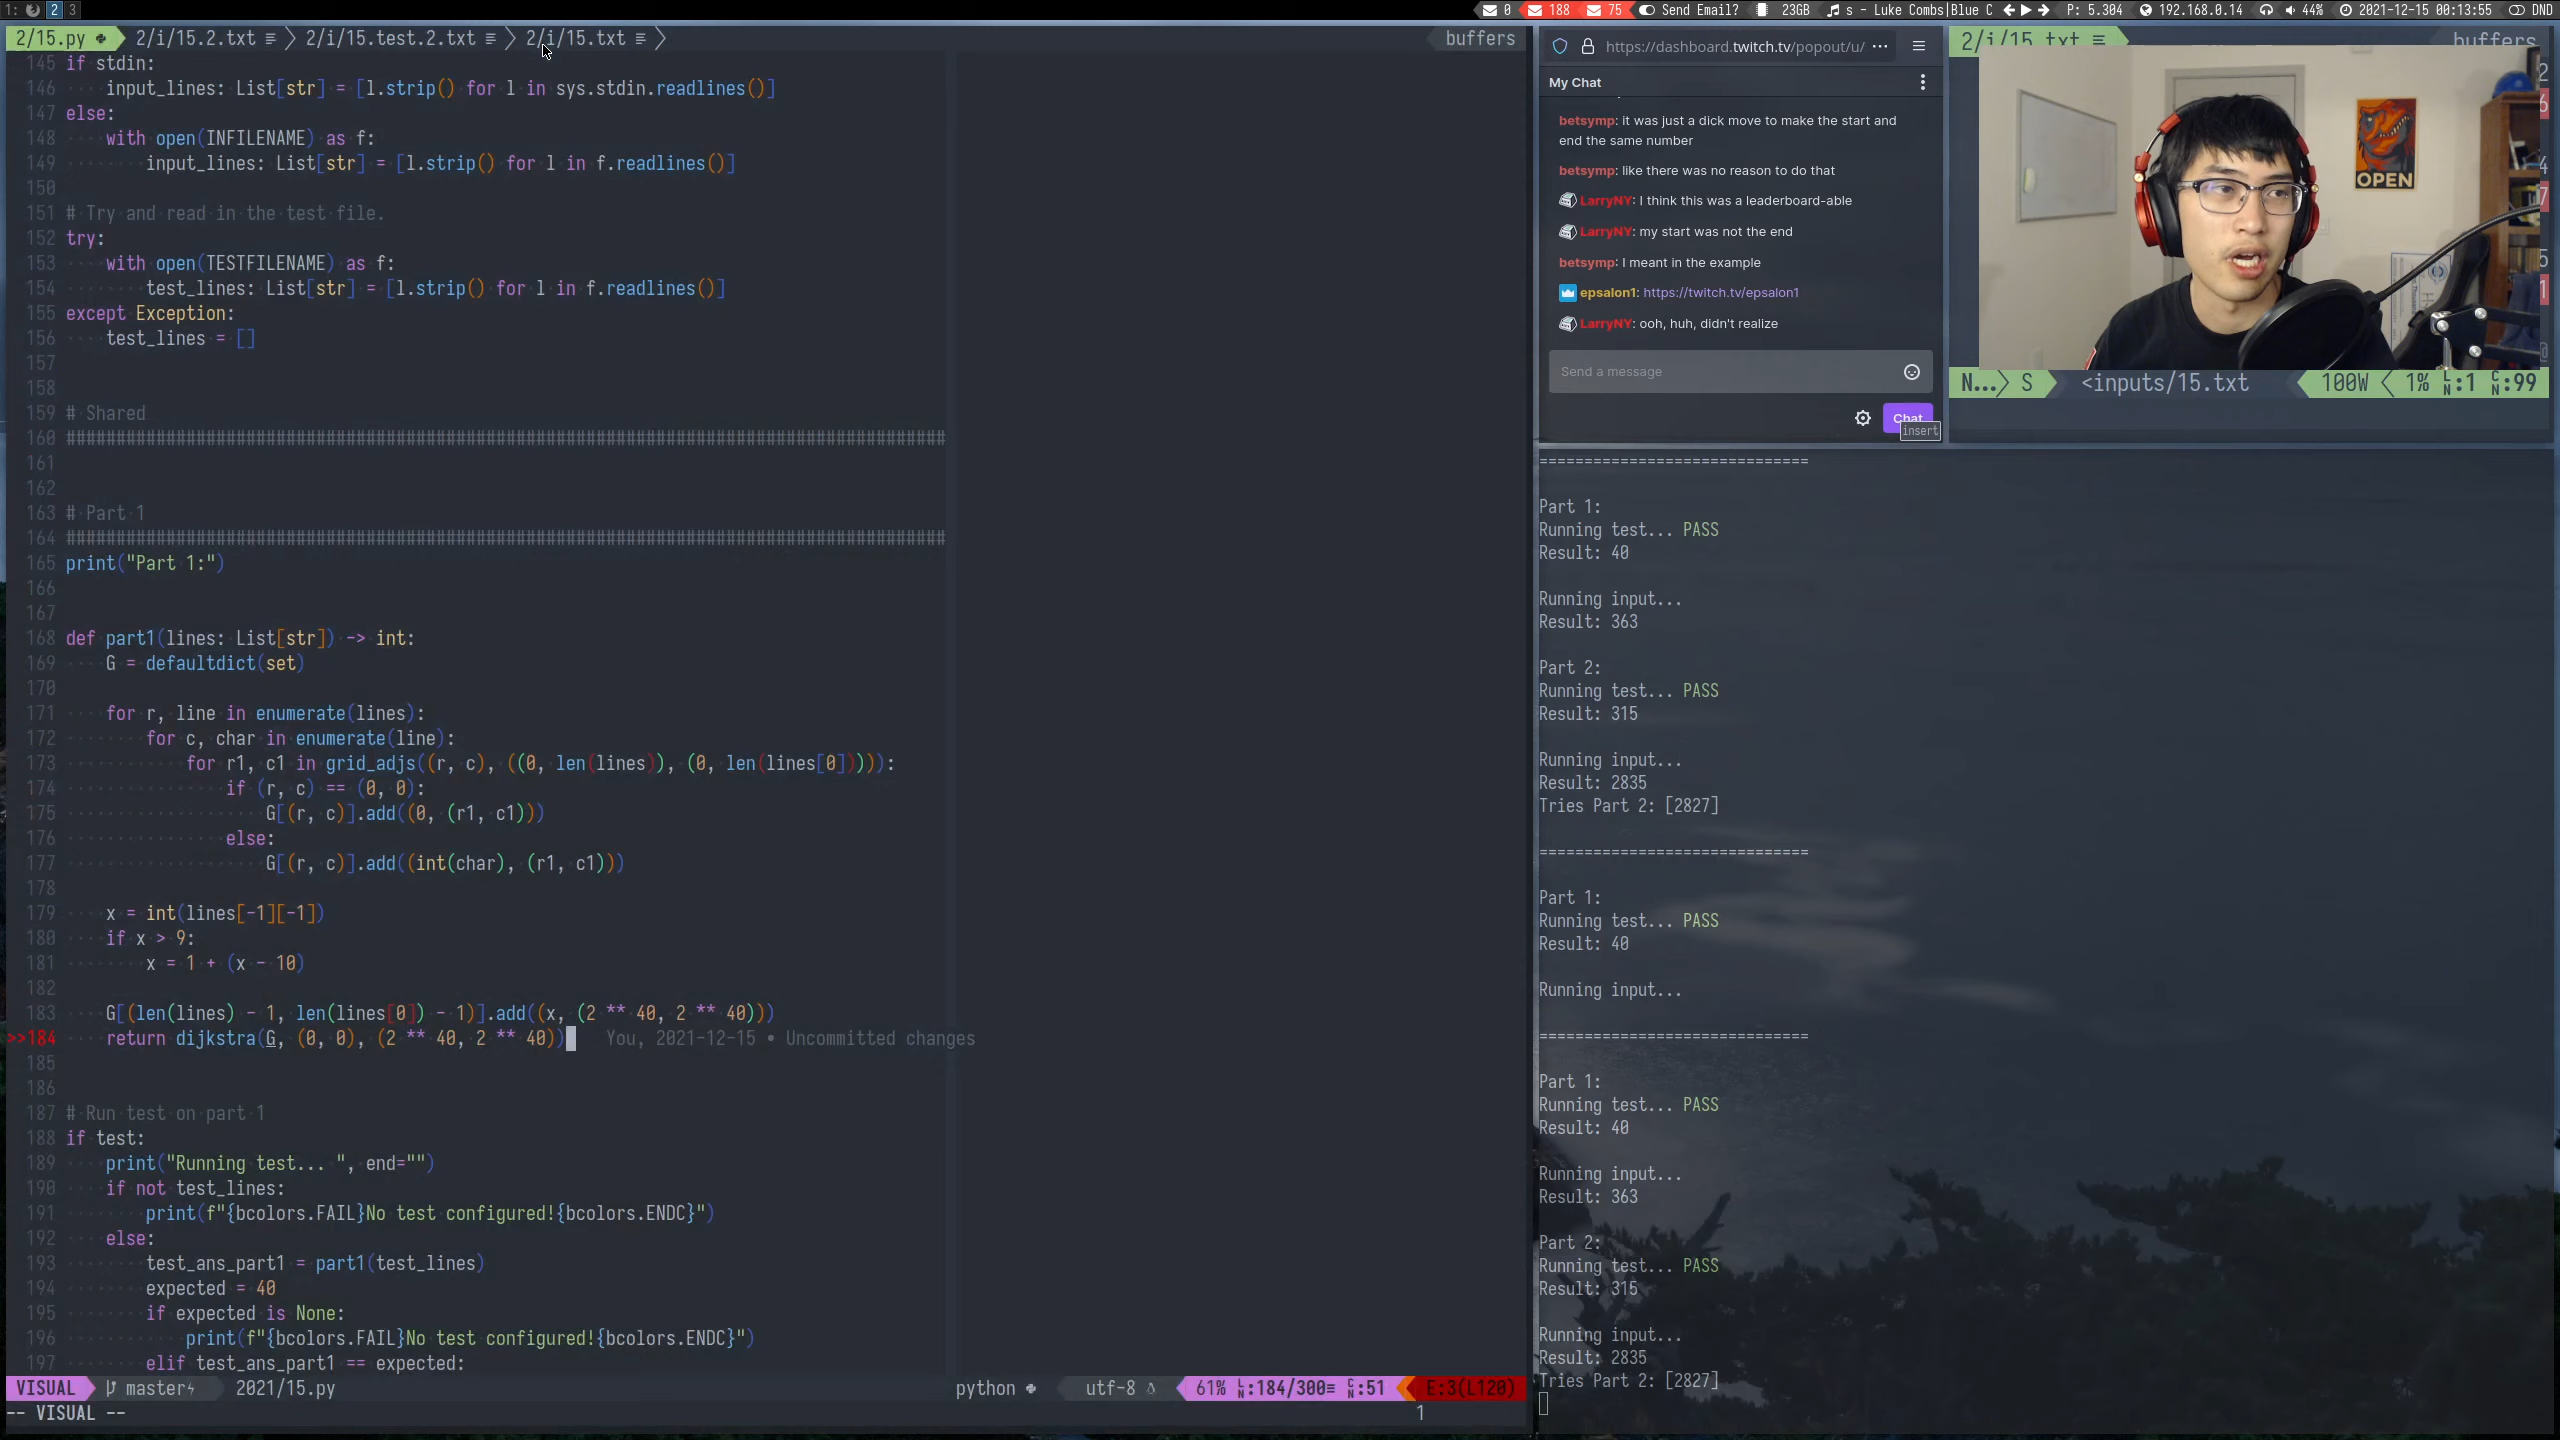 1: 2 3
0 188 75 Send Email? 23GB s - Luke Combs|Blue C P: 5.304 192.168.0.14 44% 2021-12-15 00:13:55 DND
2/15.py 2/i/15.2.txt 2/i/15.test.2.txt 2/i/15.txt buffers
145 if stdin:
146 input_lines: List[str] = [l.strip() for l in sys.stdin.readlines()]
147 else:
148 with open(INFILENAME) as f:
149 input_lines: List[str] = [l.strip() for l in f.readlines()]
150
151 # Try and read in the test file.
152 try:
153 with open(TESTFILENAME) as f:
154 test_lines: List[str] = [l.strip() for l in f.readlines()]
155 except Exception:
156 test_lines = []
157
158
159 # Shared
160 ########################################################################################
161
162
163 # Part 1
164 ########################################################################################
165 print("Part 1:")
166
167
168 def part1(lines: List[str]) -> int:
169 G = defaultdict(set)
170
171 for r, line in enumerate(lines):
172 for c, char in enumerate(line):
173 for r1, c1 in grid_adjs((r, c), ((0, len(lines)), (0, len(lines[0])))):
174 if (r, c) == (0, 0):
175 G[(r, c)].add((0, (r1, c1)))
176 else:
177 G[(r, c)].add((int(char), (r1, c1)))
178
179 x = int(lines[-1][-1])
180 if x > 9:
181 x = 1 + (x - 10)
182
183 G[(len(lines) - 1, len(lines[0]) - 1)].add((x, (2 ** 40, 2 ** 40)))
>>184 return dijkstra(G, (0, 0), (2 ** 40, 2 ** 40)) You, 2021-12-15 • Uncommitted changes
185
186
187 # Run test on part 1
188 if test:
189 print("Running test... ", end="")
190 if not test_lines:
191 print(f"{bcolors.FAIL}No test configured!{bcolors.ENDC}")
192 else:
193 test_ans_part1 = part1(test_lines)
194 expected = 40
195 if expected is None:
196 print(f"{bcolors.FAIL}No test configured!{bcolors.ENDC}")
197 elif test_ans_part1 == expected:
VISUAL master 2021/15.py python utf-8 61% LN:184/300 CN:51 E:3(L120)
-- VISUAL -- 1
https://dashboard.twitch.tv/popout/u/
My Chat
betsymp: it was just a dick move to make the start and
end the same number
betsymp: like there was no reason to do that
LarryNY: I think this was a leaderboard-able
LarryNY: my start was not the end
betsymp: I meant in the example
epsalon1: https://twitch.tv/epsalon1
LarryNY: ooh, huh, didn't realize
Send a message
Chat
insert
2/i/15.txt buffers
OPEN
N... S <inputs/15.txt 100W 1% LN:1 CN:99
==============================
Part 1:
Running test... PASS
Result: 40
Running input...
Result: 363
Part 2:
Running test... PASS
Result: 315
Running input...
Result: 2835
Tries Part 2: [2827]
==============================
Part 1:
Running test... PASS
Result: 40
Running input...
==============================
Part 1:
Running test... PASS
Result: 40
Running input...
Result: 363
Part 2:
Running test... PASS
Result: 315
Running input...
Result: 2835
Tries Part 2: [2827]